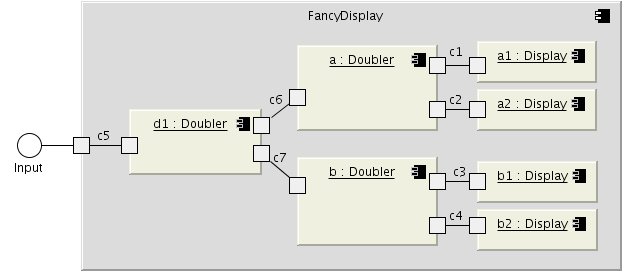 FancyDisplay
a : Doubler
c1
a1 : Display
c6
c2
a2 : Display
d1 : Doubler
c5
Input
c7
b : Doubler
c3
b1 : Display
c4
b2 : Display